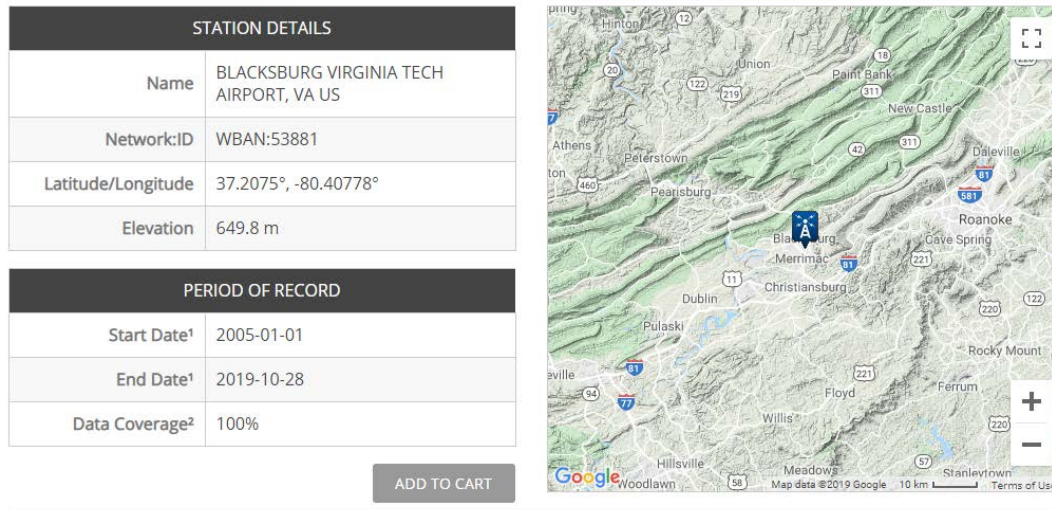 STATION DETAILS
Name
BLACKSBURG VIRGINIA TECH
AIRPORT, VA US
Network:ID WBAN:53881
Latitude/Longitude 37.2075°, -80.40778°
Elevation 649.8 m
PERIOD OF RECORD
Start Date¹ 2005-01-01
End Date¹ 2019-10-28
Data Coverage² 100%
ADD TO CART
Hinton
12
20
Union
18
Paint Bank
122
219
311
New Castle
Athens
Peterstown
42
311
Daleville
81
460
Pearisburg
581
Roanoke
Cave Spring
Merrimac
81
221
11
Christiansburg
Dublin
220
122
Pulaski
Rocky Mount
81
221
94
77
Floyd
Ferrum
Willis
220
+
−
Hillsville
57
Meadows
Stanleytown
Google
Woodlawn
58
Map data ©2019 Google
10 km
Terms of Use